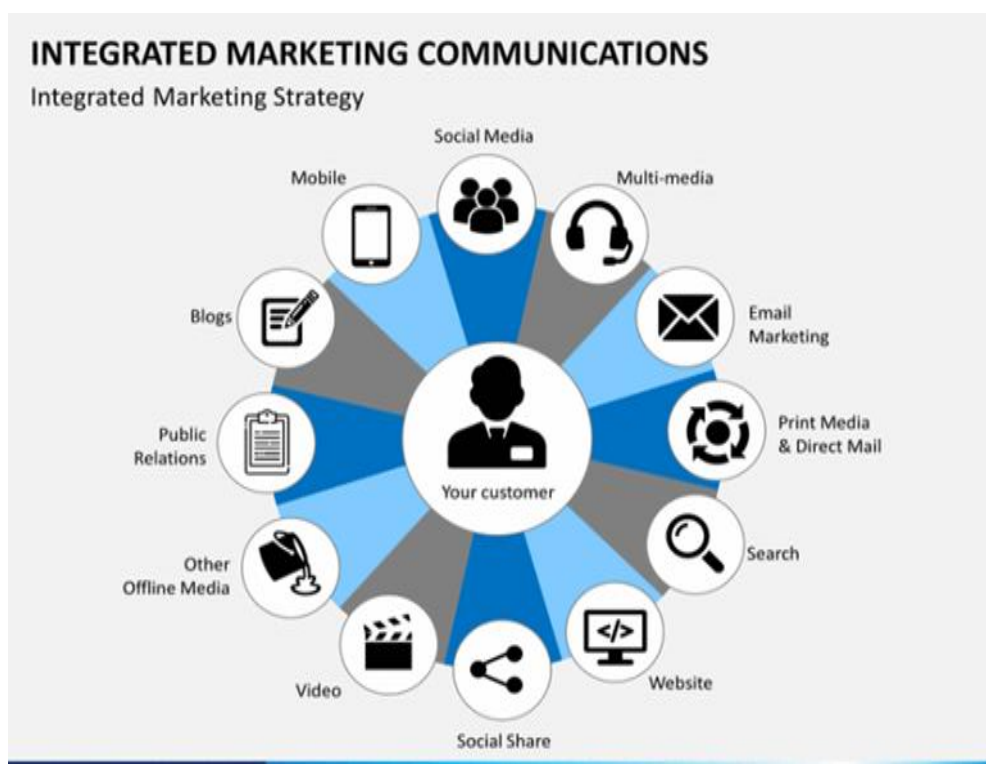 INTEGRATED MARKETING COMMUNICATIONS
Integrated Marketing Strategy
Social Media
Mobile
Multi-media
Blogs
Email
Marketing
Public
Relations
Your customer
Print Media
& Direct Mail
Other
Offline Media
Search
Video
Website
</>
Social Share